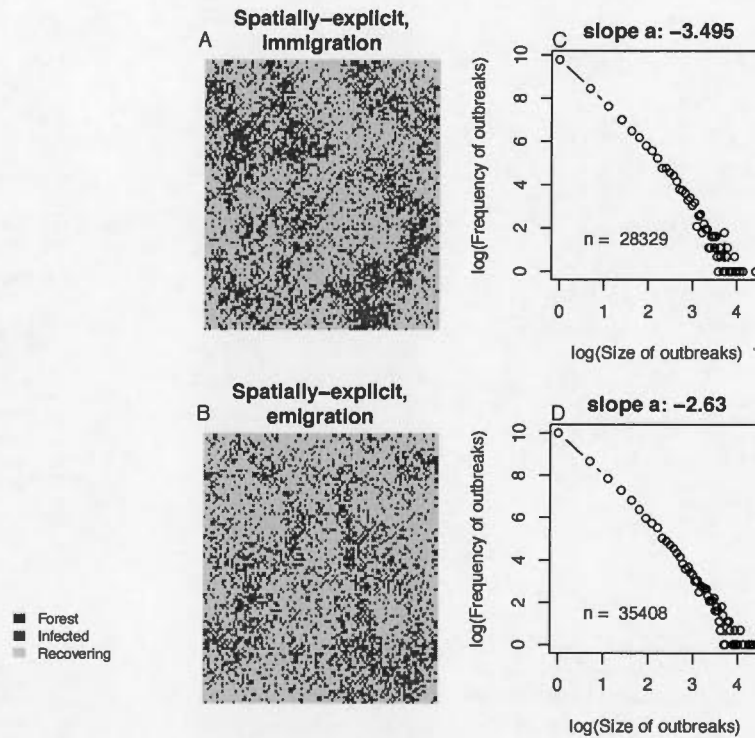 Spatially–explicit,
immigration
A
C
slope a: −3.495
log(Frequency of outbreaks)
10
8
6
4
2
0
n = 28329
0 1 2 3 4
log(Size of outbreaks)
Spatially–explicit,
emigration
B
D
slope a: −2.63
log(Frequency of outbreaks)
10
8
6
4
2
0
n = 35408
0 1 2 3 4
log(Size of outbreaks)
Forest
Infected
Recovering